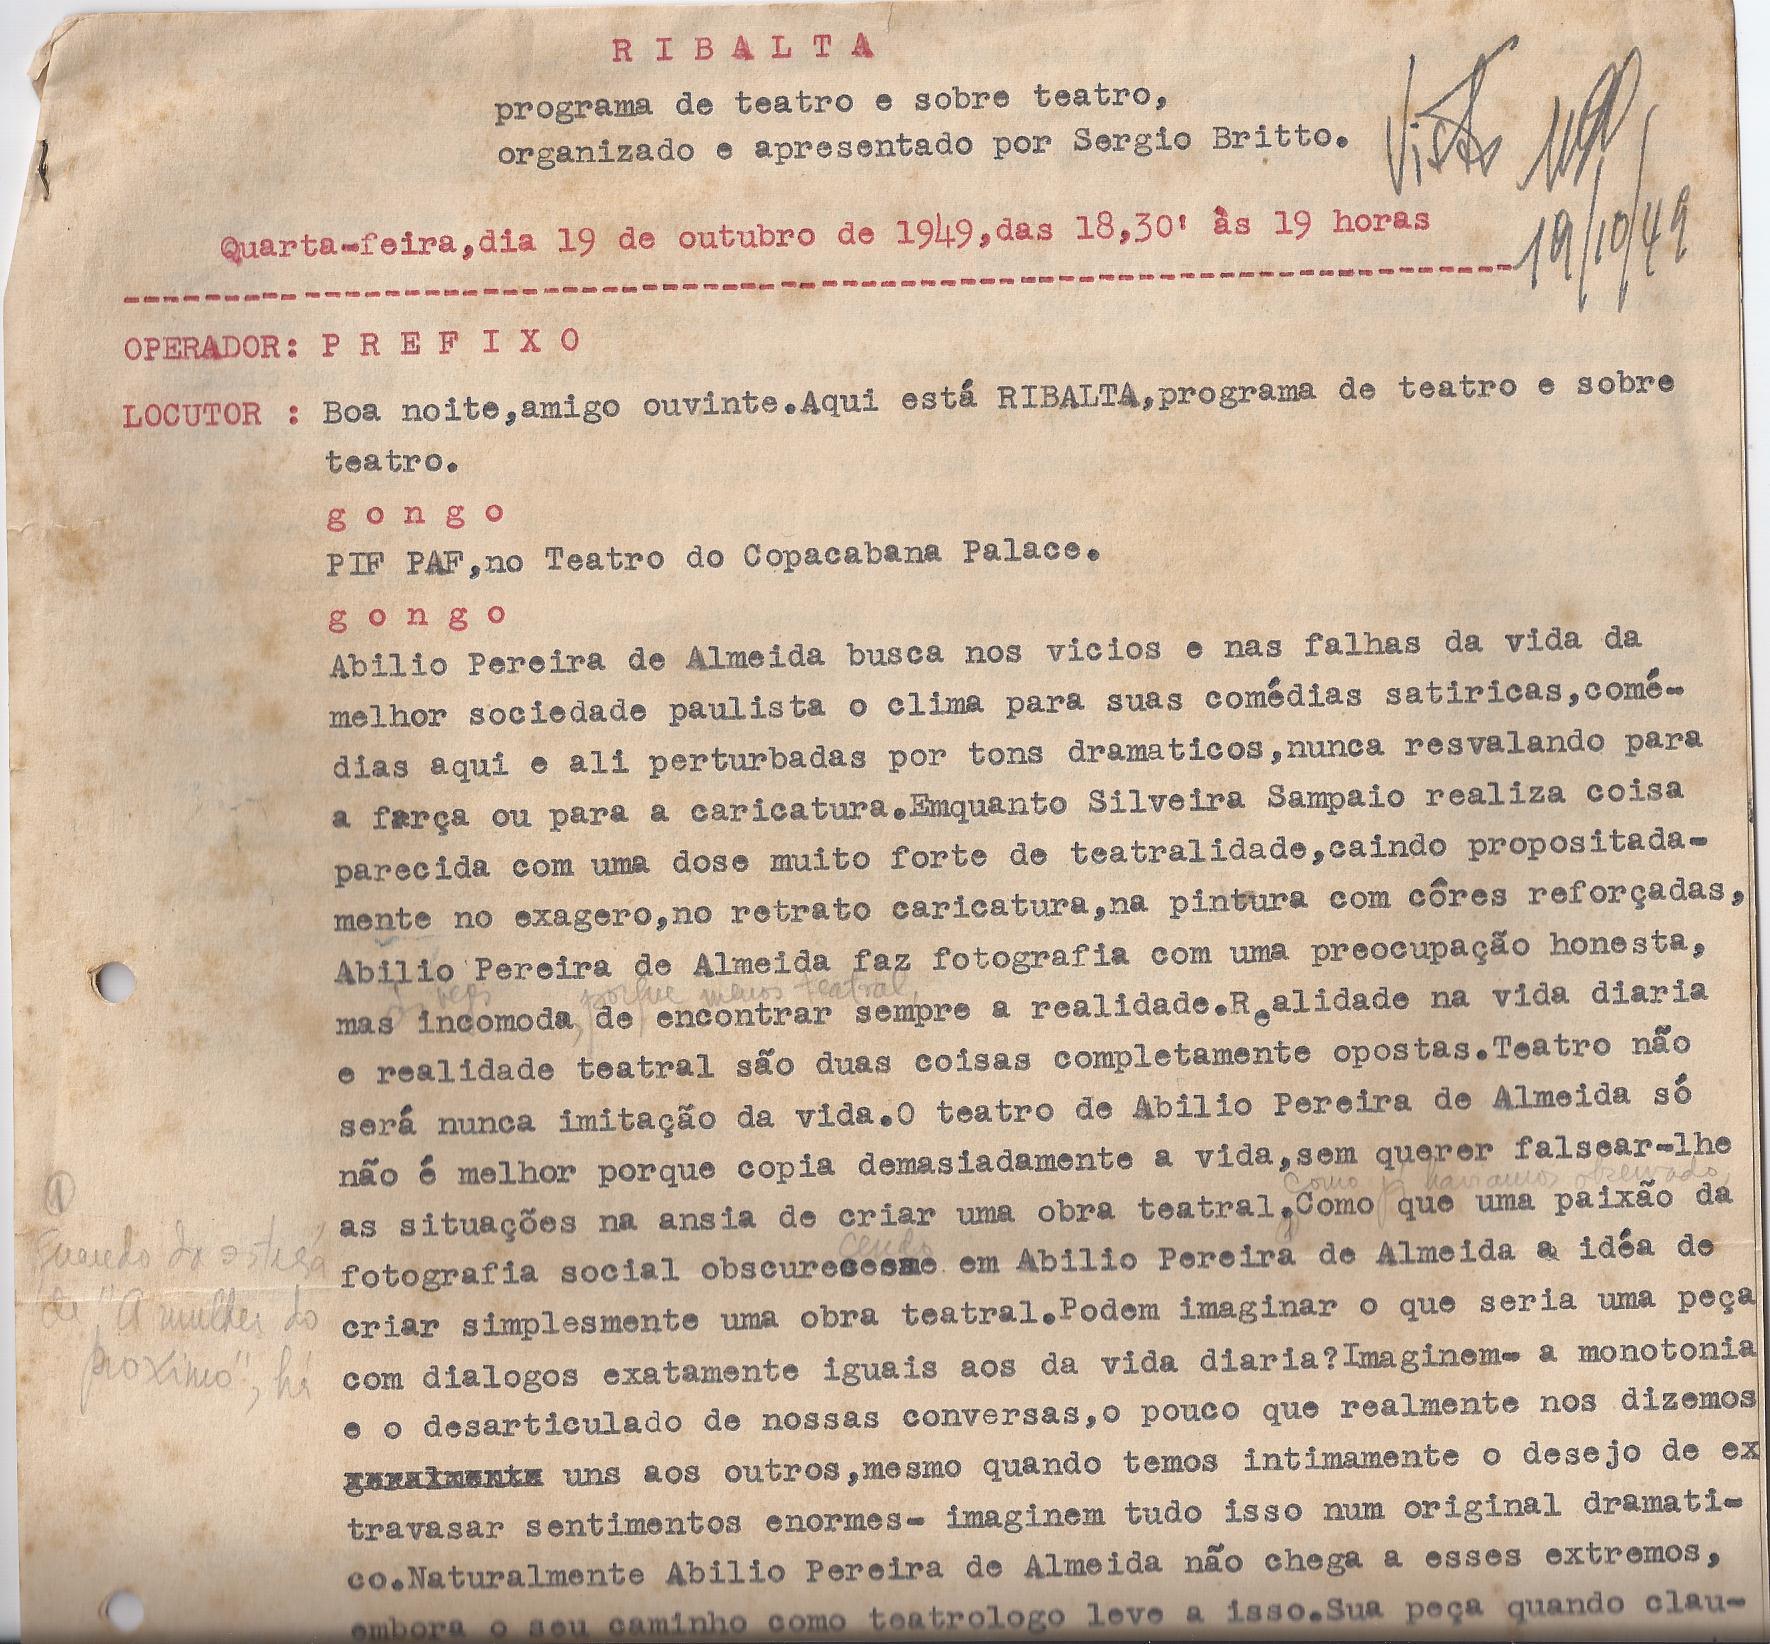 R I B A L T A
programa de teatro e sobre teatro,
organizado e apresentado por Sergio Britto.
Visto
19/10/49
Quarta-feira,dia 19 de outubro de 1949,das 18,30' às 19 horas
OPERADOR: P R E F I X O
LOCUTOR : Boa noite,amigo ouvinte.Aqui está RIBALTA,programa de teatro e sobre
teatro.
g o n g o
PIF PAF,no Teatro do Copacabana Palace.
g o n g o
Abilio Pereira de Almeida busca nos vicios e nas falhas da vida da
melhor sociedade paulista o clima para suas comédias satiricas,comé-
dias aqui e ali perturbadas por tons dramaticos,nunca resvalando para
a farça ou para a caricatura.Emquanto Silveira Sampaio realiza coisa
parecida com uma dose muito forte de teatralidade,caindo propositada-
mente no exagero,no retrato caricatura,na pintura com côres reforçadas,
Abilio Pereira de Almeida faz fotografia com uma preocupação honesta,
porque menos teatral,
mas incomoda, de encontrar sempre a realidade.Realidade na vida diaria
e realidade teatral são duas coisas completamente opostas.Teatro não
será nunca imitação da vida.O teatro de Abilio Pereira de Almeida só
não é melhor porque copia demasiadamente a vida,sem querer falsear-lhe
como já haviamos observado,
as situações na ansia de criar uma obra teatral.Como que uma paixão da
cendo
fotografia social obscurece em Abilio Pereira de Almeida a idéa de
criar simplesmente uma obra teatral.Podem imaginar o que seria uma peça
com dialogos exatamente iguais aos da vida diaria?Imaginem- a monotonia
e o desarticulado de nossas conversas,o pouco que realmente nos dizemos
geralmente uns aos outros,mesmo quando temos intimamente o desejo de ex
travasar sentimentos enormes- imaginem tudo isso num original dramati-
co.Naturalmente Abilio Pereira de Almeida não chega a esses extremos,
embora o seu caminho como teatrologo leve a isso.Sua peça quando clau-
1
Quando da estréa
de "A mulher do
proximo", há